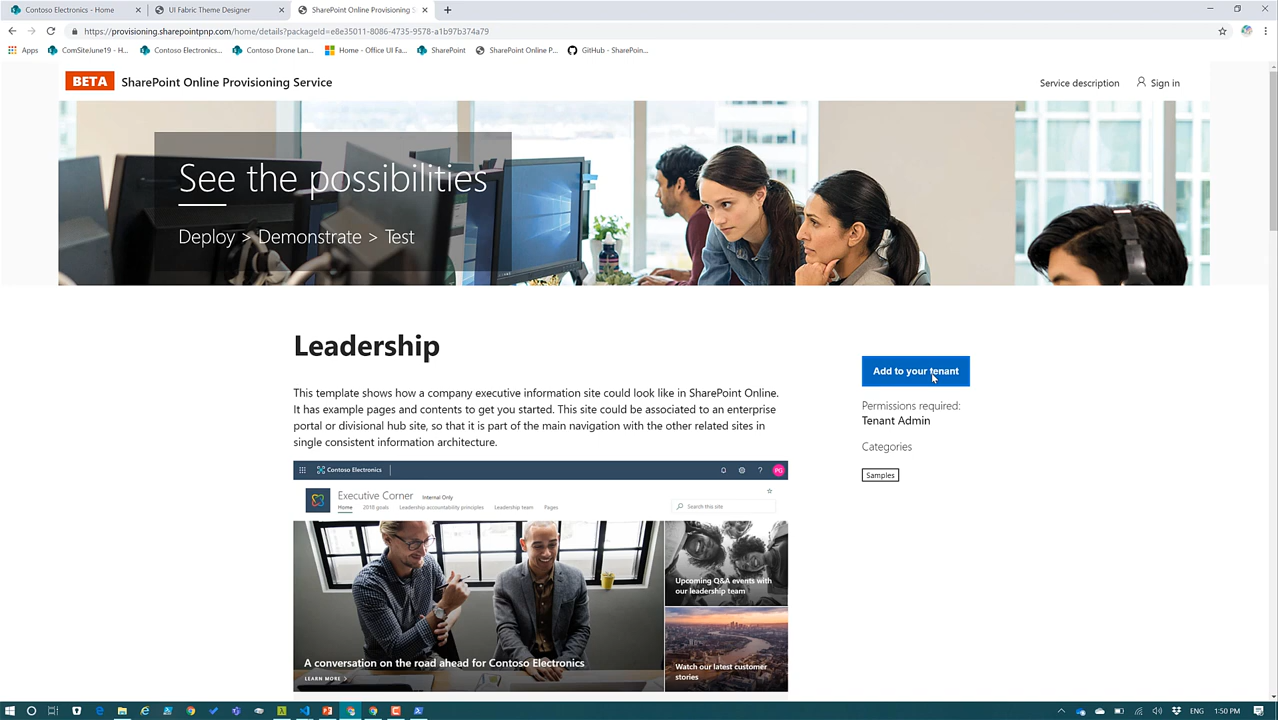 Contoso Electronics - Home
UI Fabric Theme Designer
SharePoint Online Provisioning S
https://provisioning.sharepointpnp.com/home/details?packageId=e8e35011-8086-4735-9578-a1b97b374a79
Apps
ComSiteJune19 - H...
Contoso Electronics...
Contoso Drone Lan...
Home - Office UI Fa...
SharePoint
SharePoint Online P...
GitHub - SharePoin...
BETA
SharePoint Online Provisioning Service
Service description
Sign in
See the possibilities
Deploy > Demonstrate > Test
Leadership
Add to your tenant
This template shows how a company executive information site could look like in SharePoint Online.
It has example pages and contents to get you started. This site could be associated to an enterprise
portal or divisional hub site, so that it is part of the main navigation with the other related sites in
single consistent information architecture.
Permissions required:
Tenant Admin
Categories
Samples
Contoso Electronics
PG
Executive Corner
Internal Only
Home
2018 goals
Leadership accountability principles
Leadership team
Pages
Search this site
Upcoming Q&A events with
our leadership team
A conversation on the road ahead for Contoso Electronics
LEARN MORE >
Watch our latest customer
stories
ENG
1:50 PM